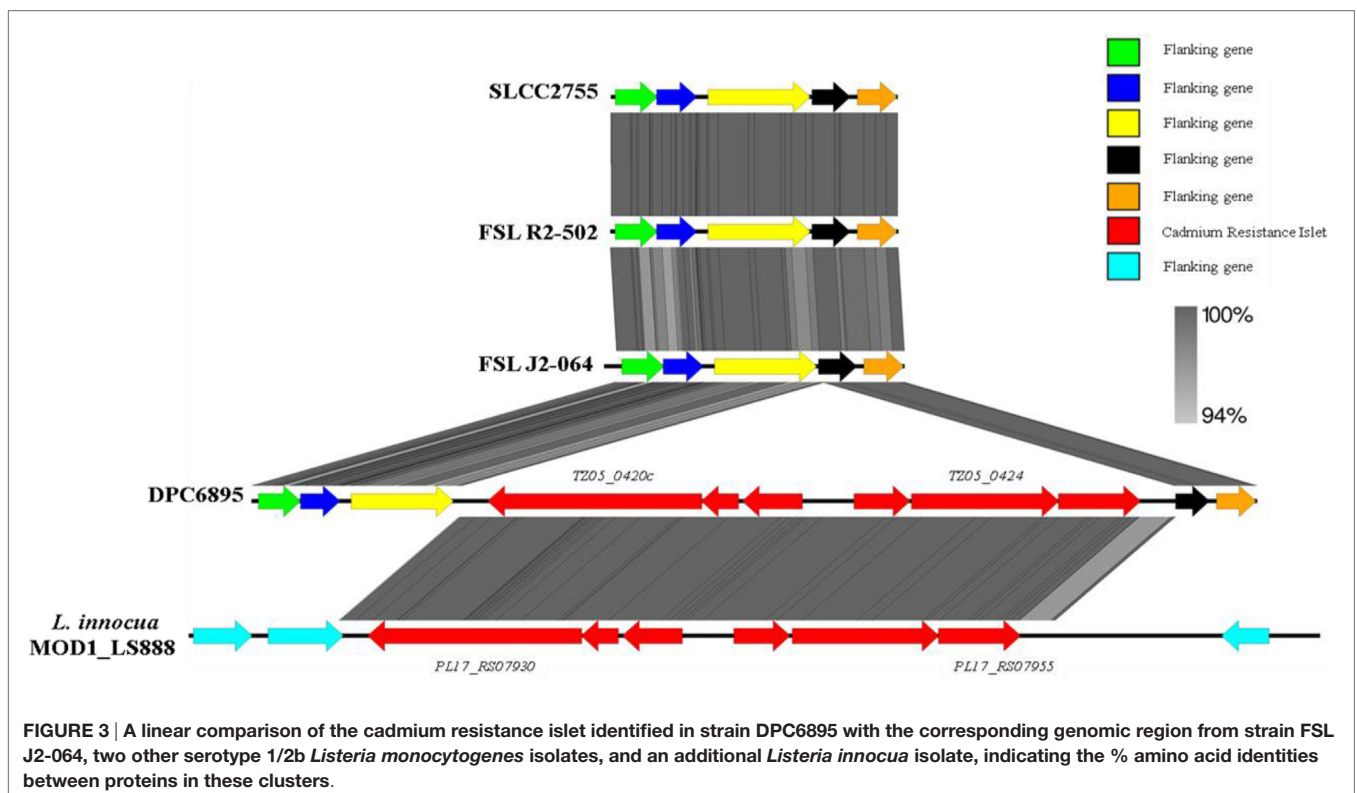 SLCC2755
FSL R2-502
FSL J2-064
DPC6895
TZ05_0420c
TZ05_0424
L. innocua
MOD1_LS888
PL17_RS07930
PL17_RS07955
Flanking gene
Flanking gene
Flanking gene
Flanking gene
Flanking gene
Cadmium Resistance Islet
Flanking gene
100%
94%
FIGURE 3 | A linear comparison of the cadmium resistance islet identified in strain DPC6895 with the corresponding genomic region from strain FSL
J2-064, two other serotype 1/2b Listeria monocytogenes isolates, and an additional Listeria innocua isolate, indicating the % amino acid identities
between proteins in these clusters.